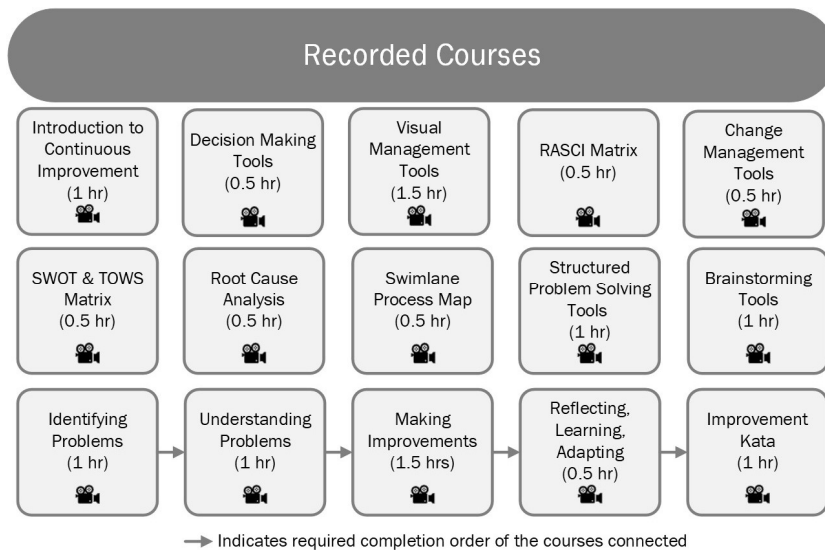 Recorded Courses
Introduction to
Continuous
Improvement
(1 hr)
Decision Making
Tools
(0.5 hr)
Visual
Management
Tools
(1.5 hr)
RASCI Matrix
(0.5 hr)
Change
Management
Tools
(0.5 hr)
SWOT & TOWS
Matrix
(0.5 hr)
Root Cause
Analysis
(0.5 hr)
Swimlane
Process Map
(0.5 hr)
Structured
Problem Solving
Tools
(1 hr)
Brainstorming
Tools
(1 hr)
Identifying
Problems
(1 hr)
Understanding
Problems
(1 hr)
Making
Improvements
(1.5 hrs)
Reflecting,
Learning,
Adapting
(0.5 hr)
Improvement
Kata
(1 hr)
Indicates required completion order of the courses connected